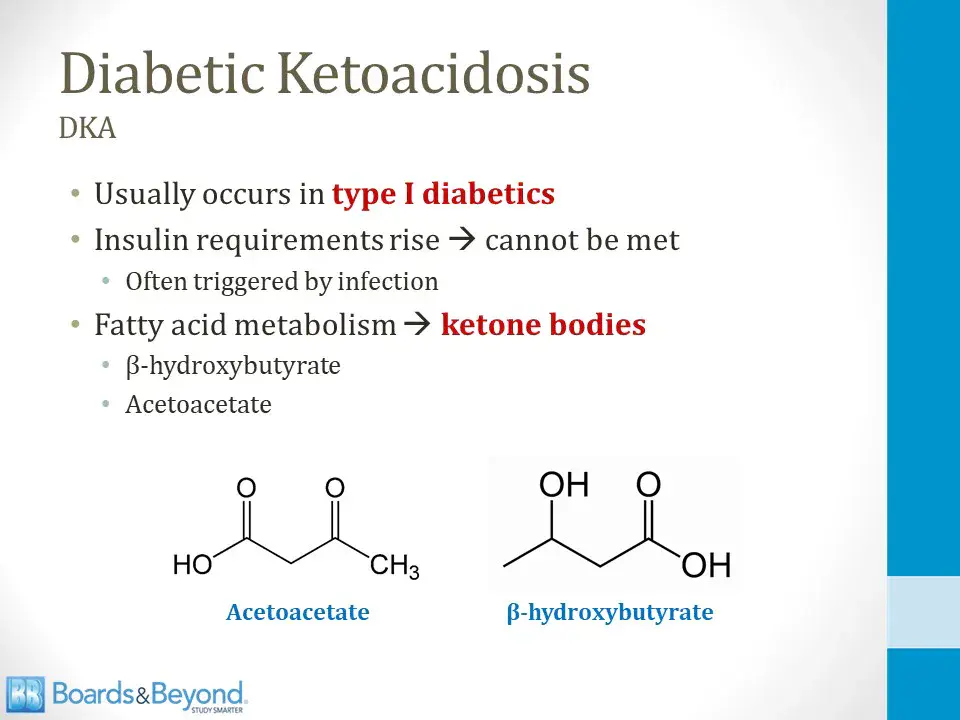 Diabetic Ketoacidosis
DKA
• Usually occurs in type I diabetics
• Insulin requirements rise → cannot be met
• Often triggered by infection
• Fatty acid metabolism → ketone bodies
• β-hydroxybutyrate
• Acetoacetate
O O
HO CH3
Acetoacetate
OH O
OH
β-hydroxybutyrate
BB Boards&Beyond.
STUDY SMARTER